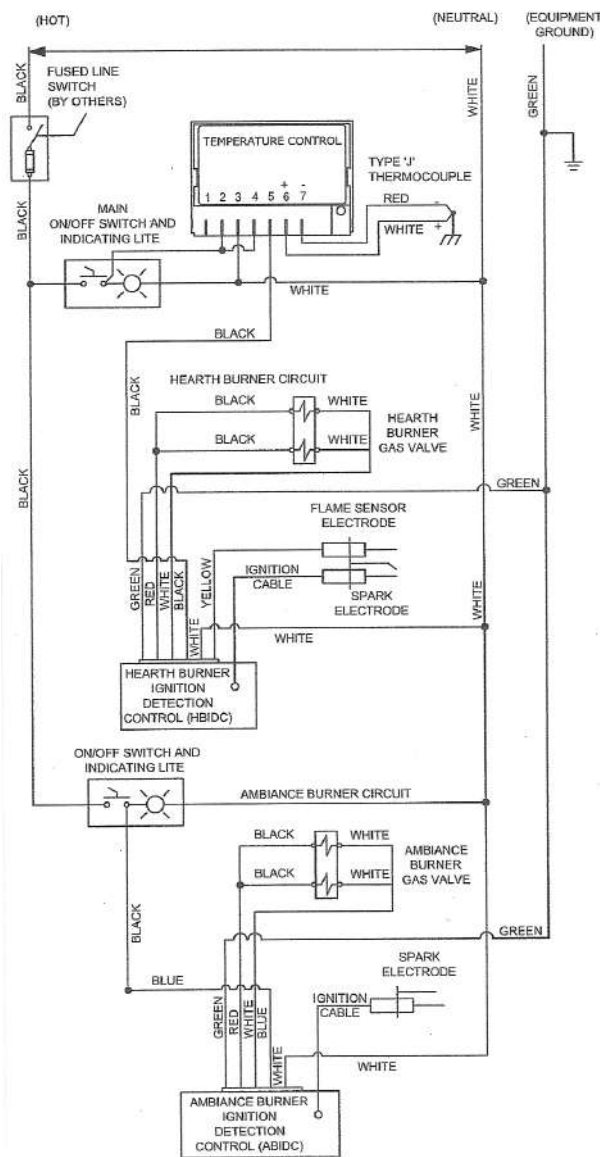 (HOT)
(NEUTRAL)
(EQUIPMENT
GROUND)
BLACK
FUSED LINE
SWITCH
(BY OTHERS)
WHITE
GREEN
TEMPERATURE CONTROL
1 2 3 4 5 6 7
+ -
TYPE 'J'
THERMOCOUPLE
RED
-
WHITE
+
BLACK
MAIN
ON/OFF SWITCH AND
INDICATING LITE
WHITE
BLACK
BLACK
HEARTH BURNER CIRCUIT
BLACK
WHITE
BLACK
WHITE
HEARTH
BURNER
GAS VALVE
WHITE
BLACK
GREEN
FLAME SENSOR
ELECTRODE
IGNITION
CABLE
SPARK
ELECTRODE
GREEN
RED
WHITE
BLACK
WHITE
YELLOW
WHITE
WHITE
HEARTH BURNER
IGNITION
DETECTION
CONTROL (HBIDC)
ON/OFF SWITCH AND
INDICATING LITE
AMBIANCE BURNER CIRCUIT
BLACK
WHITE
BLACK
WHITE
AMBIANCE
BURNER
GAS VALVE
BLACK
GREEN
SPARK
ELECTRODE
BLUE
IGNITION
CABLE
GREEN
RED
WHITE
BLUE
WHITE
WHITE
AMBIANCE BURNER
IGNITION
DETECTION
CONTROL (ABIDC)